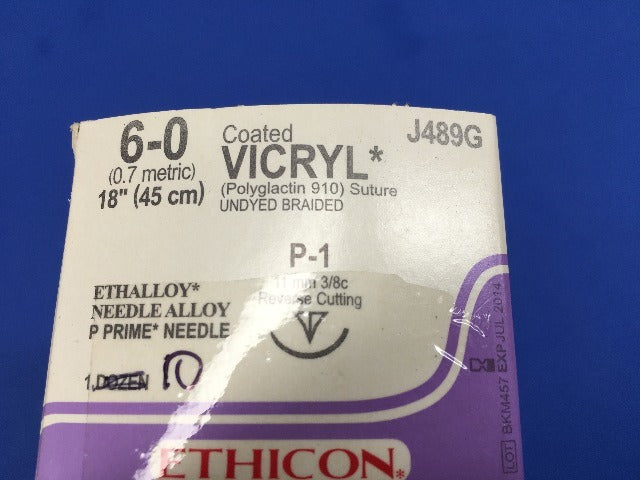 6-0
(0.7 metric)
18" (45 cm)
Coated
VICRYL*
(Polyglactin 910) Suture
UNDYED BRAIDED
J489G
P-1
11 mm 3/8c
Reverse Cutting
ETHALLOY*
NEEDLE ALLOY
P PRIME* NEEDLE
1 DOZEN 10
ETHICON*
LOT BKM457 EXP JUL 2014